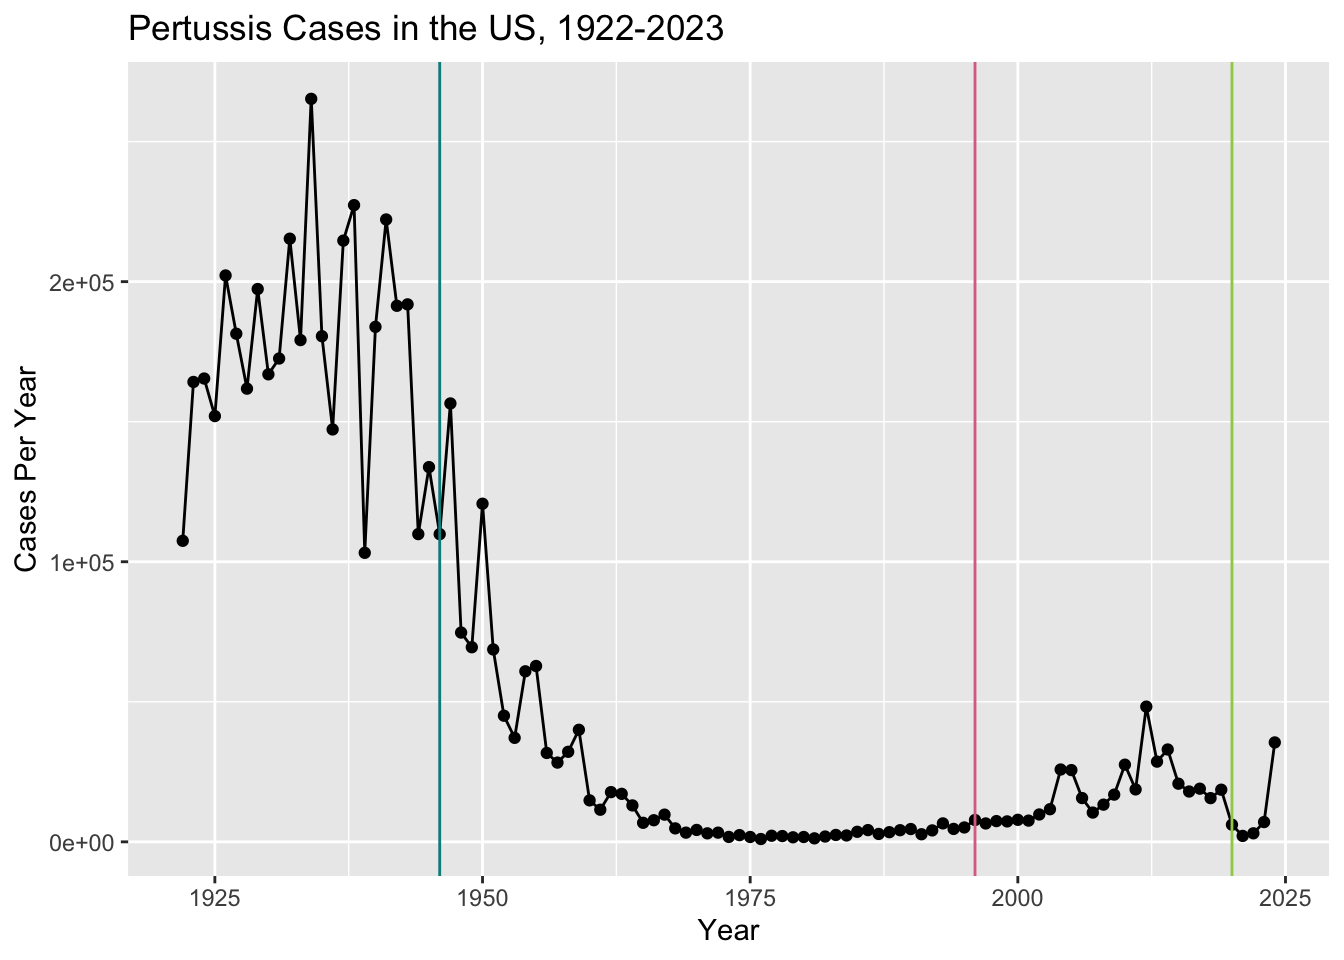 Pertussis Cases in the US, 1922-2023
Cases Per Year
2e+05
1e+05
0e+00
1925 1950 1975 2000 2025
Year